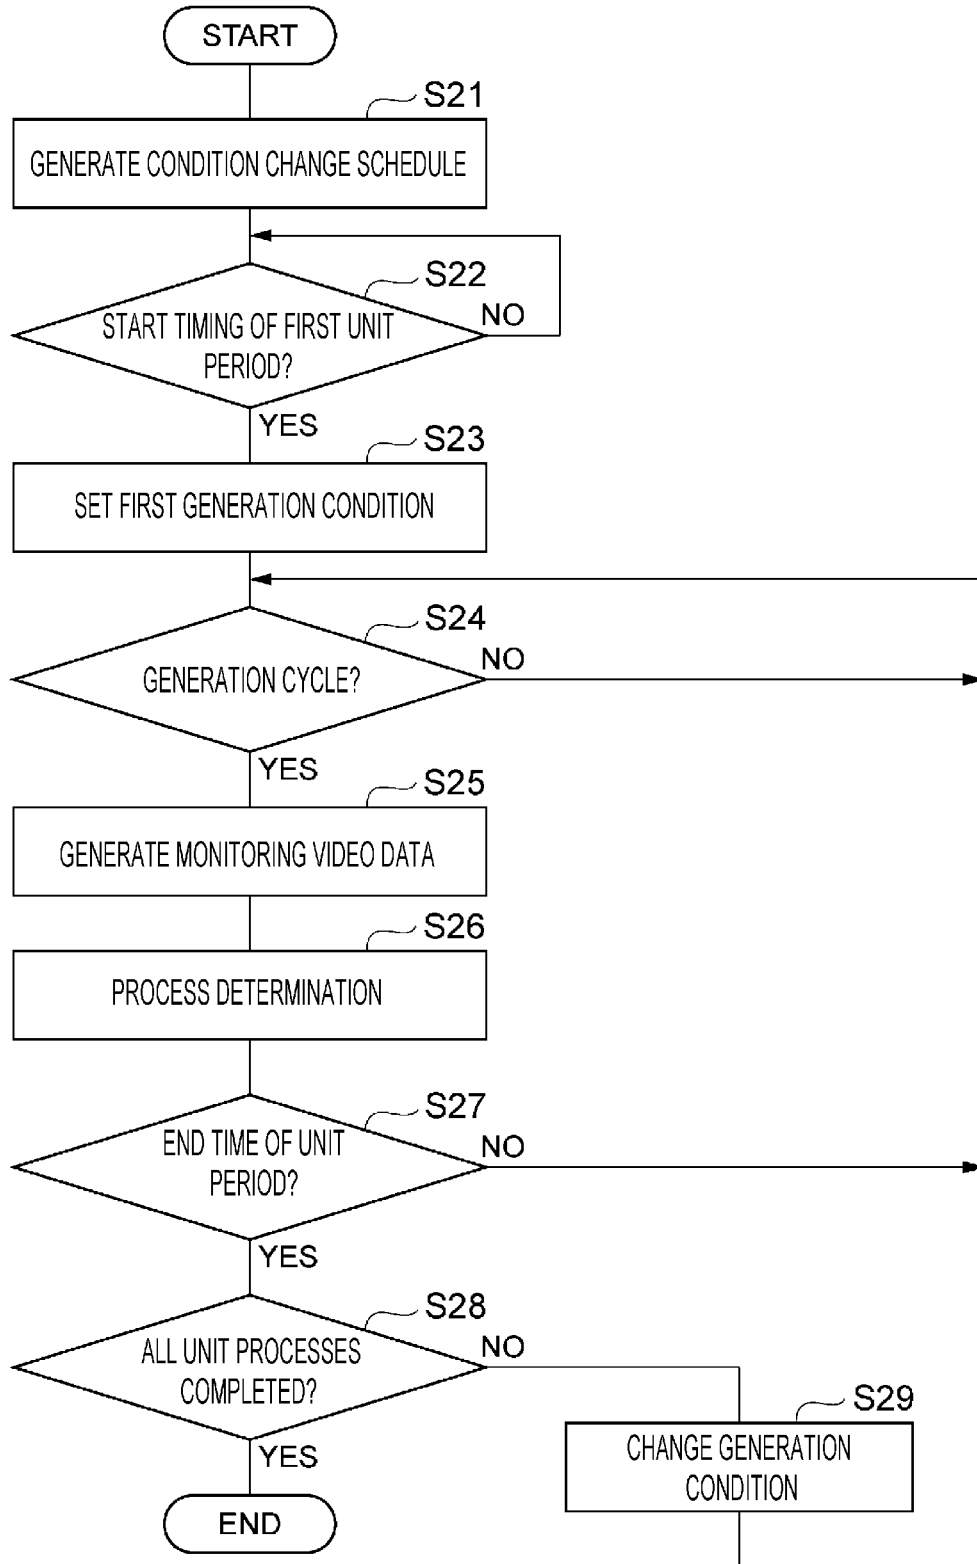 START
S21
GENERATE CONDITION CHANGE SCHEDULE
S22
START TIMING OF FIRST UNIT
PERIOD?
NO
YES
S23
SET FIRST GENERATION CONDITION
S24
GENERATION CYCLE?
NO
YES
S25
GENERATE MONITORING VIDEO DATA
S26
PROCESS DETERMINATION
S27
END TIME OF UNIT
PERIOD?
NO
YES
S28
ALL UNIT PROCESSES
COMPLETED?
NO
S29
CHANGE GENERATION
CONDITION
YES
END